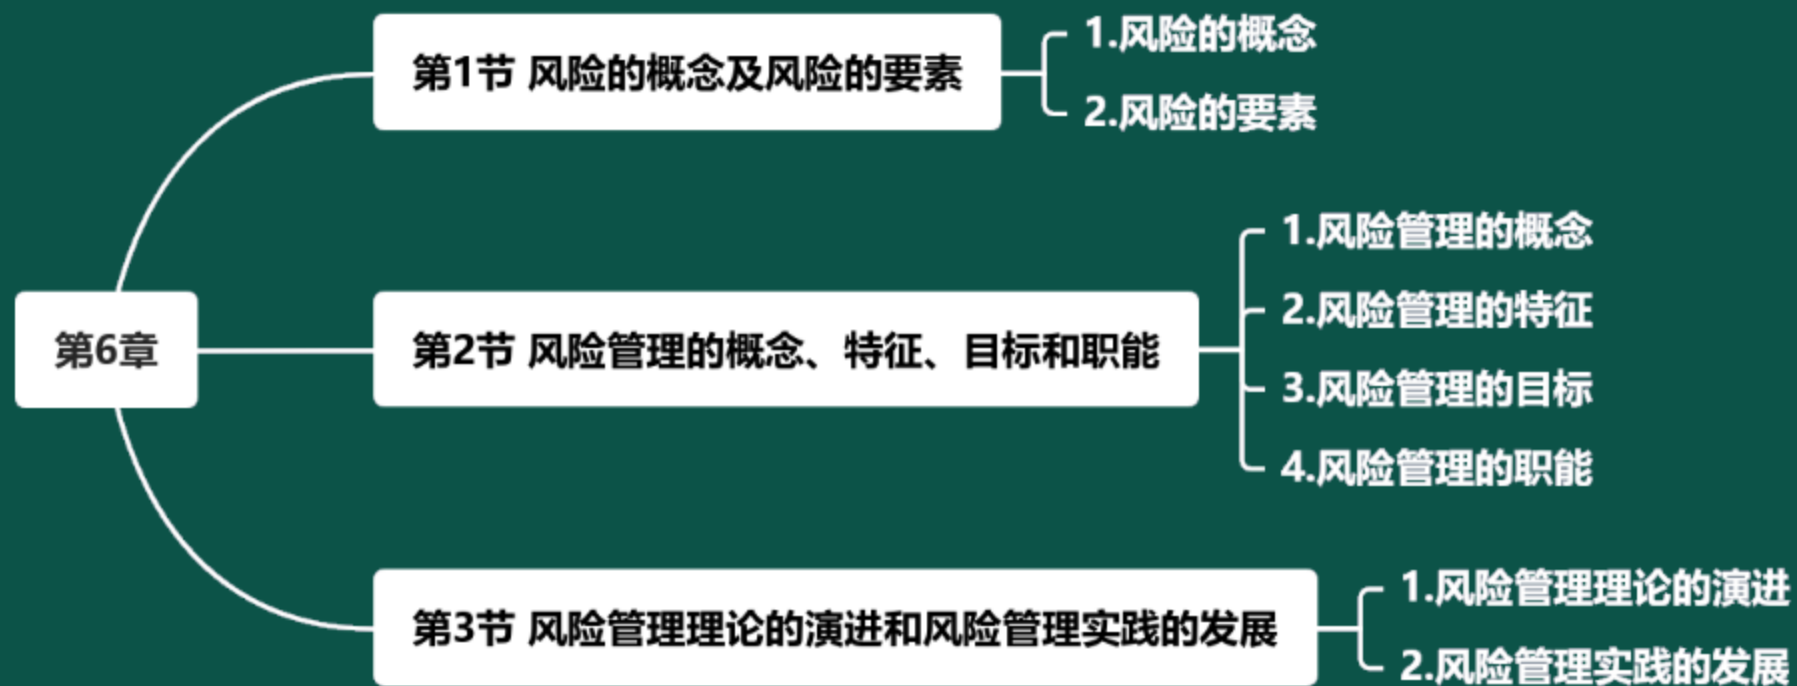 第6章
第1节 风险的概念及风险的要素
1.风险的概念
2.风险的要素
第2节 风险管理的概念、特征、目标和职能
1.风险管理的概念
2.风险管理的特征
3.风险管理的目标
4.风险管理的职能
第3节 风险管理理论的演进和风险管理实践的发展
1.风险管理理论的演进
2.风险管理实践的发展